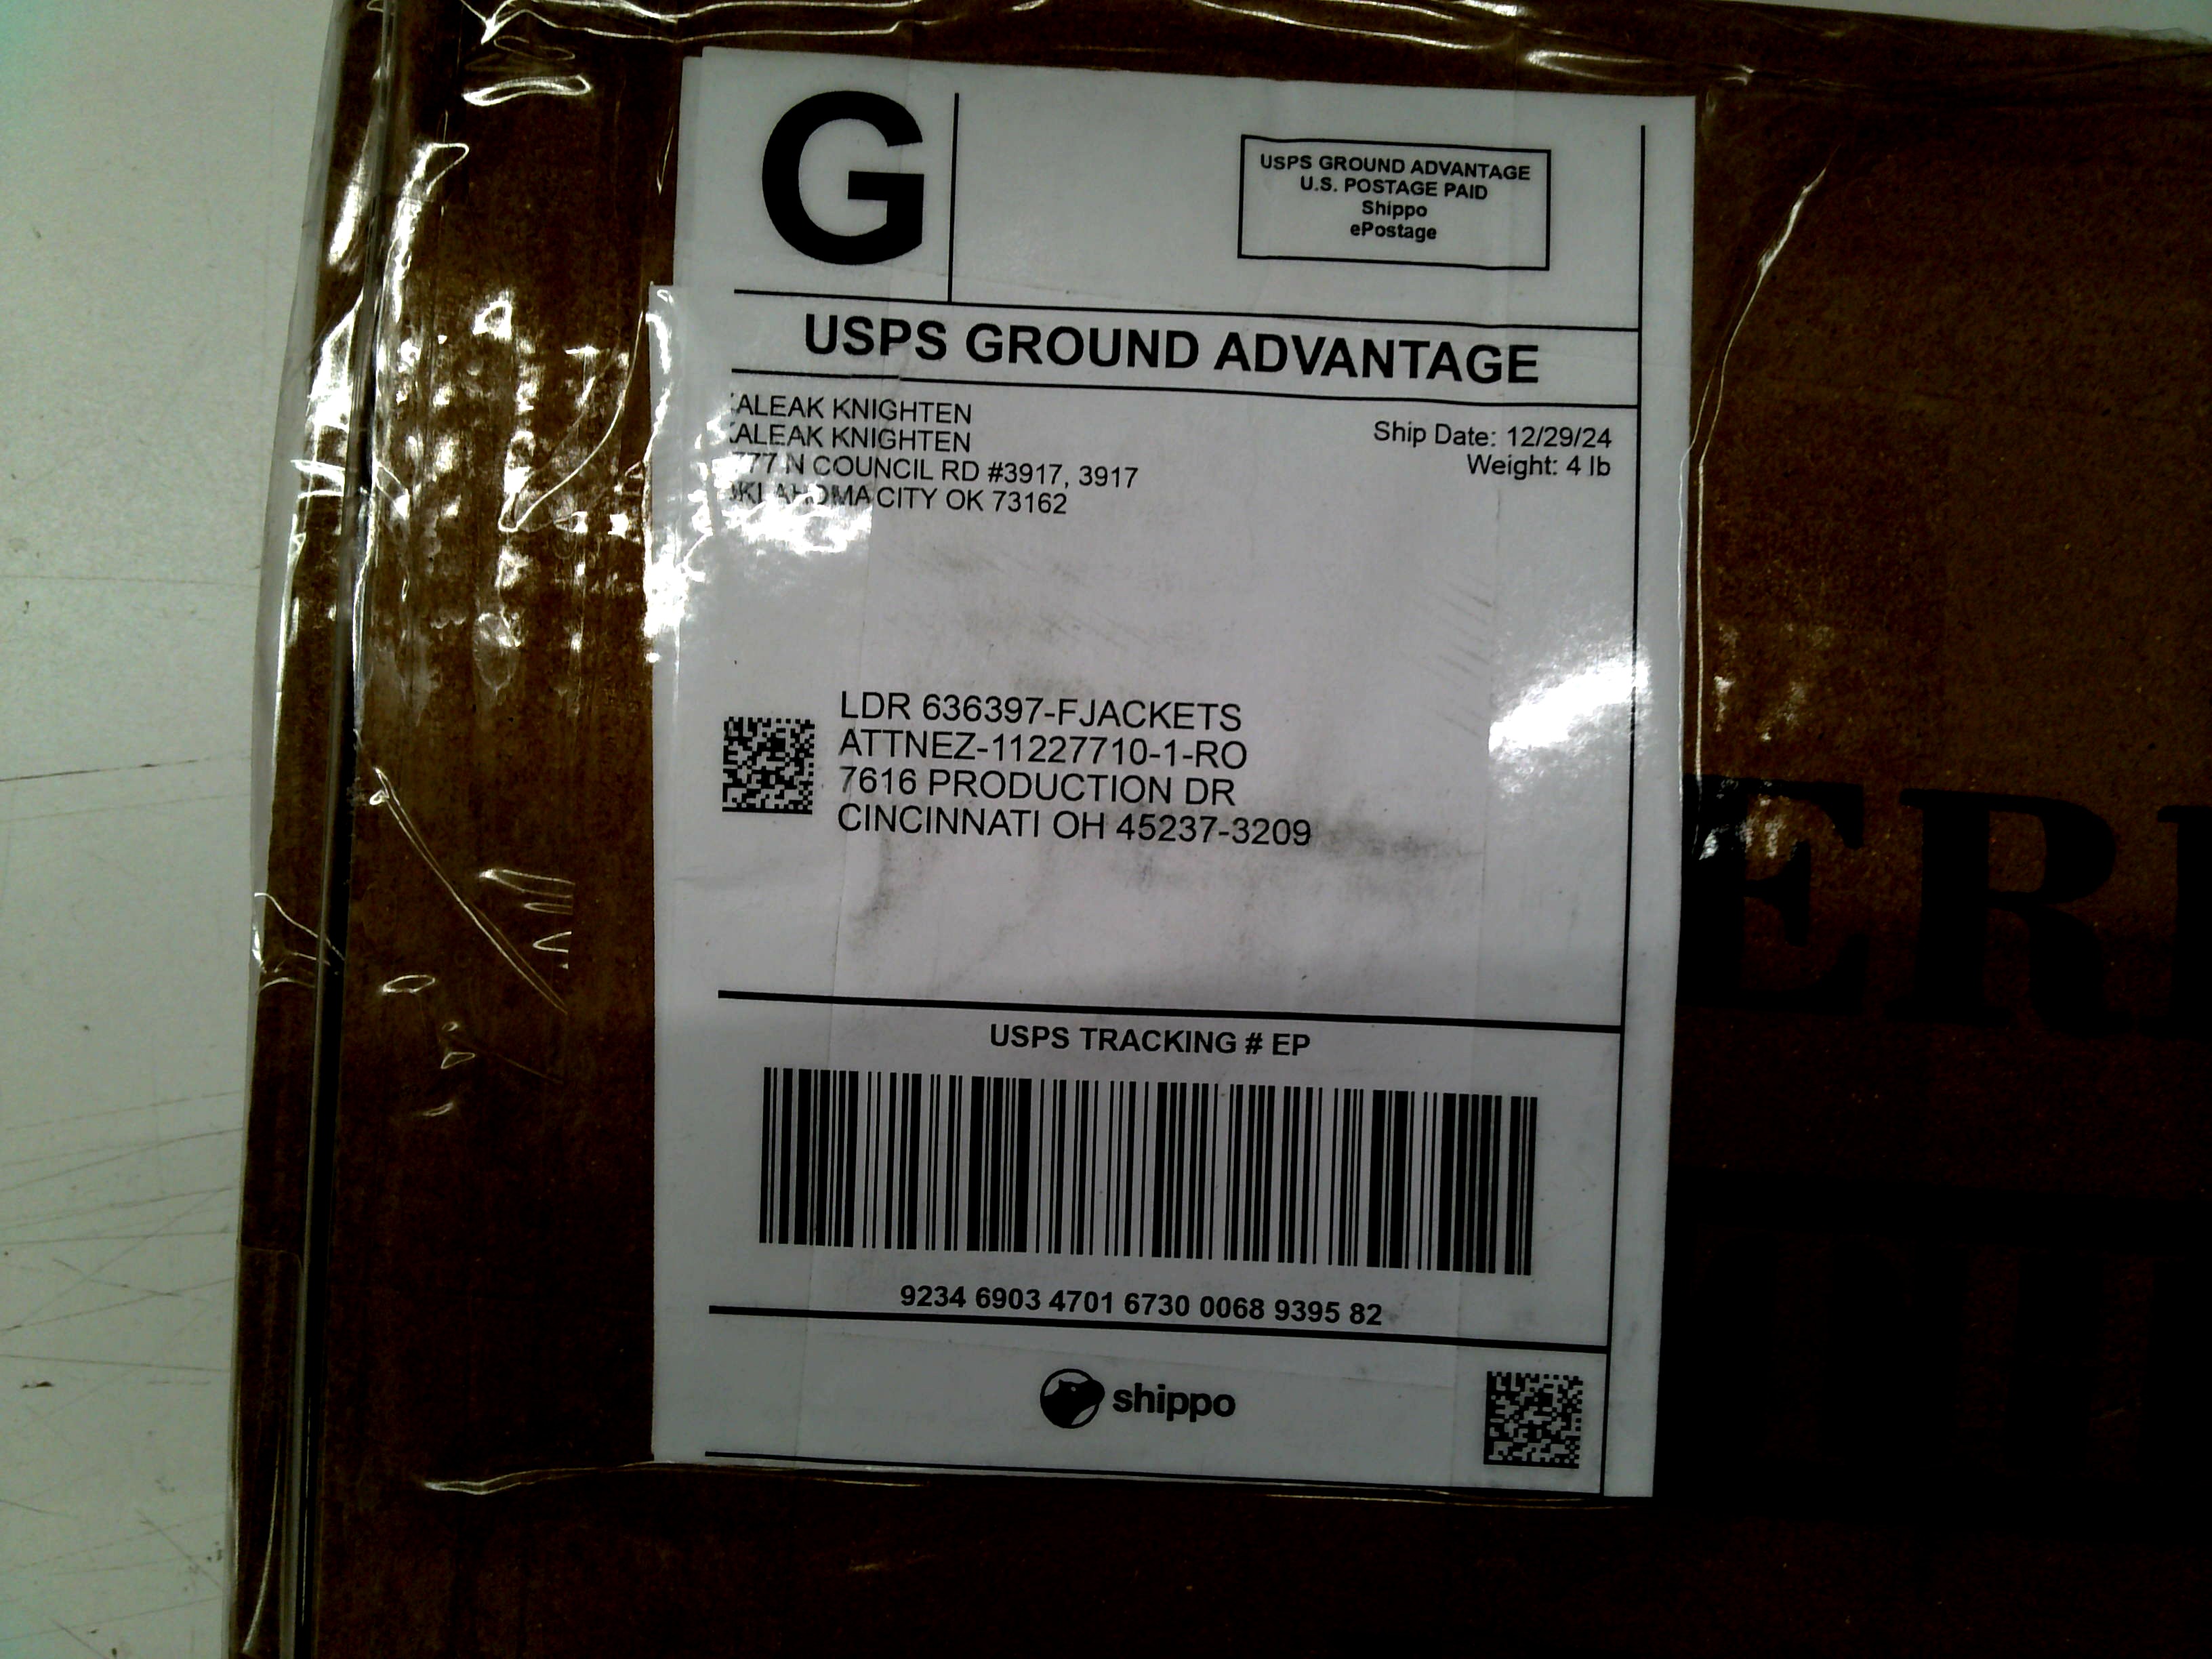 G
USPS GROUND ADVANTAGE
U.S. POSTAGE PAID
Shippo
ePostage
USPS GROUND ADVANTAGE
KNIGHTEN
KNIGHTEN
N COUNCIL RD #3917, 3917
CITY OK 73162
Ship Date: 12/29/24
Weight: 4 lb
LDR 636397-FJACKETS
ATTNEZ-11227710-1-RO
7616 PRODUCTION DR
CINCINNATI OH 45237-3209
USPS TRACKING # EP
9234 6903 4701 6730 0068 9395 82
shippo